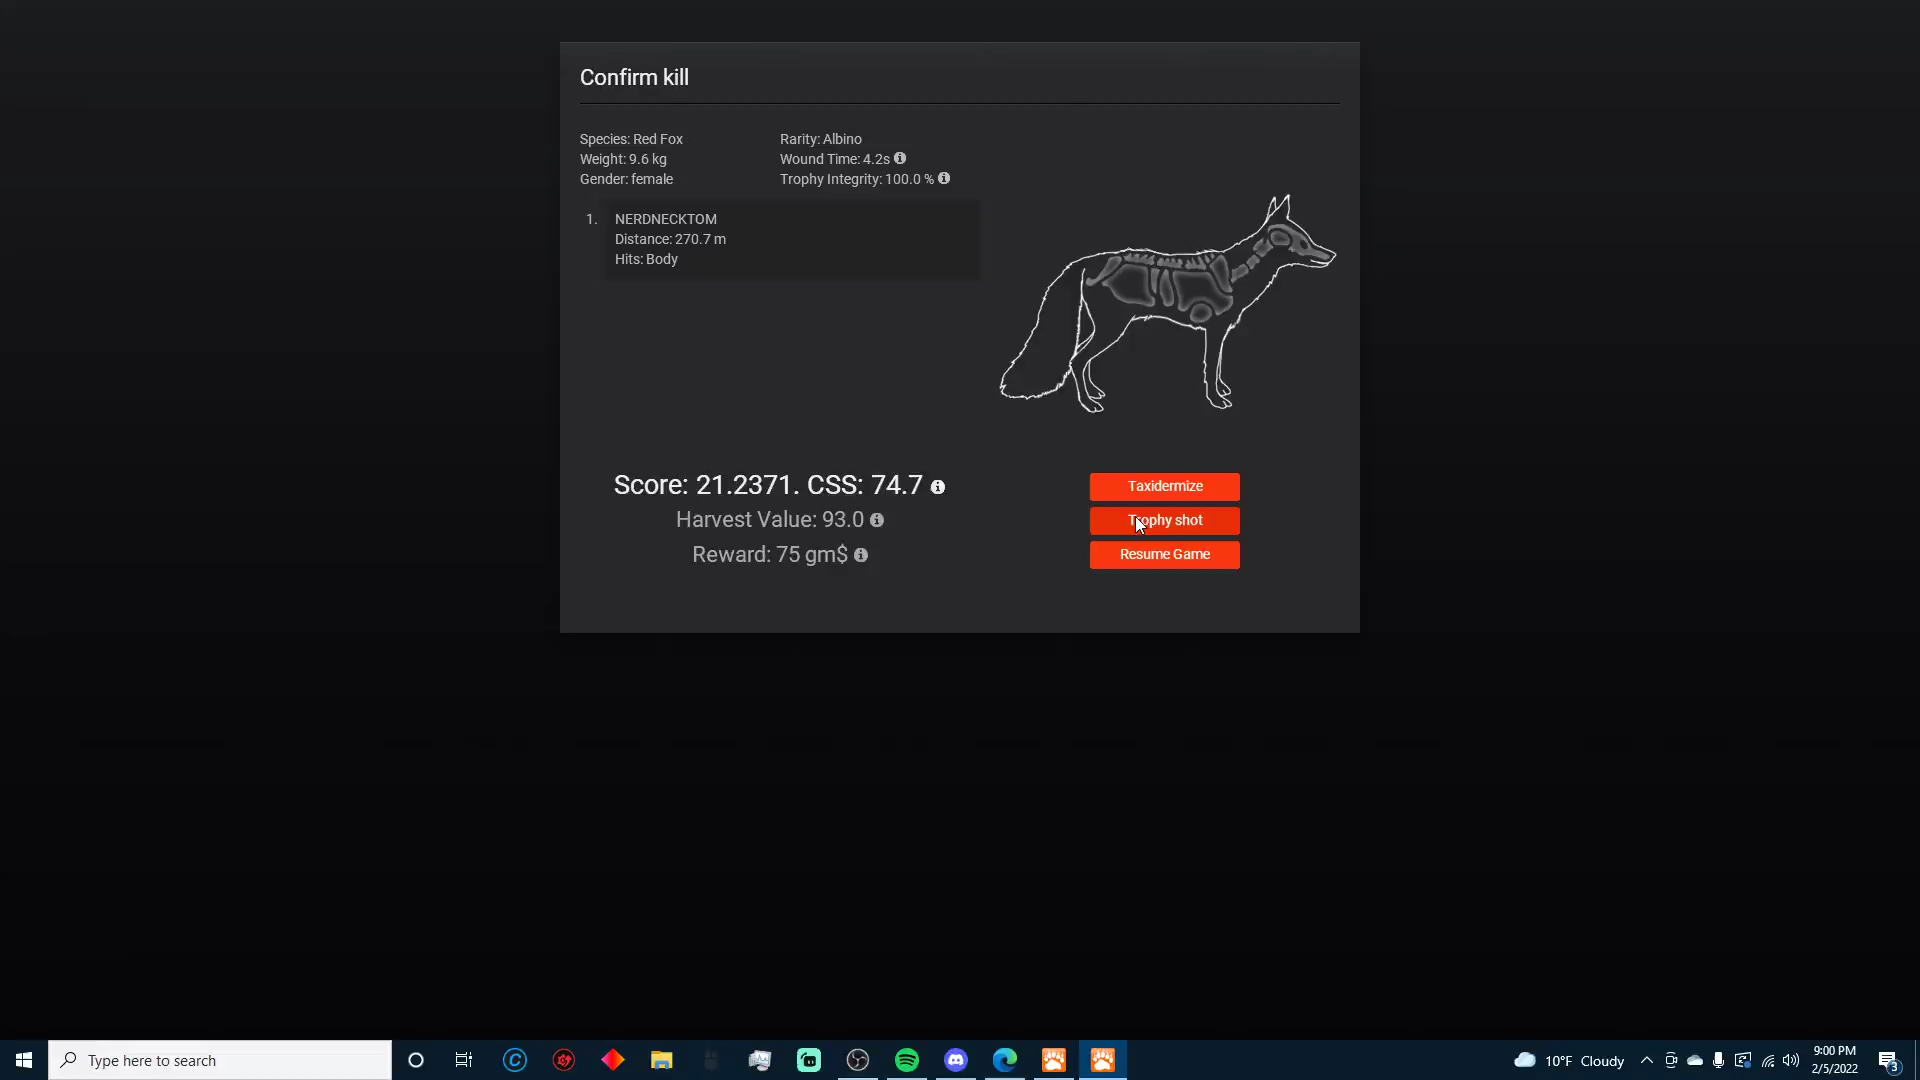 Confirm kill
Species: Red Fox
Weight: 9.6 kg
Gender: female
Rarity: Albino
Wound Time: 4.2s
Trophy Integrity: 100.0 %
1. NERDNECKTOM
Distance: 270.7 m
Hits: Body
Score: 21.2371. CSS: 74.7
Harvest Value: 93.0
Reward: 75 gm$
Taxidermize
Trophy shot
Resume Game
Type here to search
10°F Cloudy
9:00 PM
2/5/2022
3